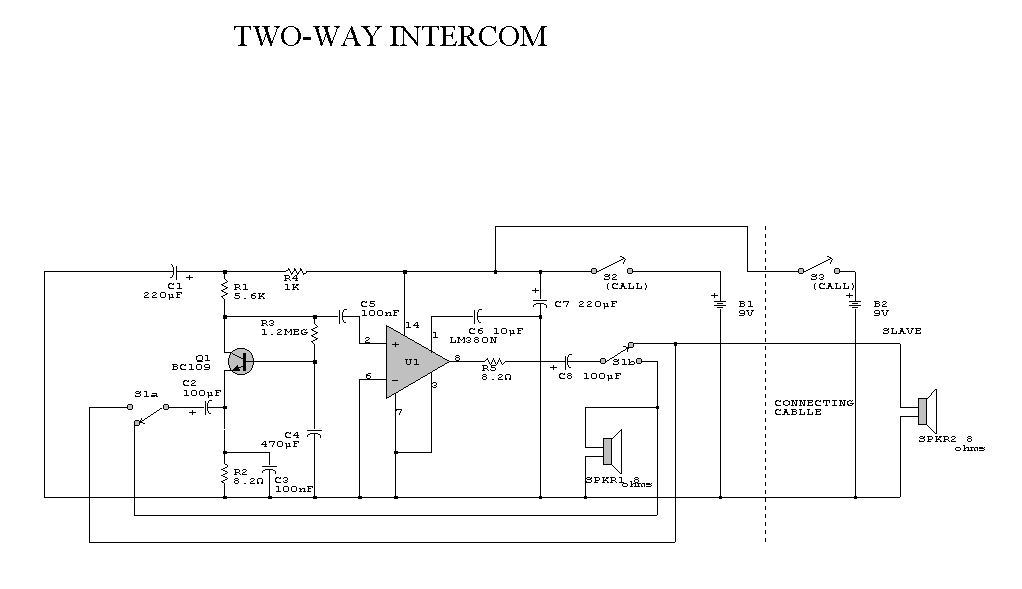 TWO-WAY INTERCOM
C1
220µF
+
R4
1K
R1
5.6K
S2
(CALL)
S3
(CALL)
+
C7 220µF
+
B1
9V
+
B2
9V
C5
100nF
R3
1.2MEG
14
1
C6 10µF
LM380N
2
+
U1
8
6
−
3
7
R5
8.2Ω
+
C8 100µF
S1b
SLAVE
Q1
BC109
C2
100µF
+
S1a
C4
470µF
R2
8.2Ω
C3
100nF
SPKR1 8
ohms
CONNECTING
CABLLE
SPKR2 8
ohms